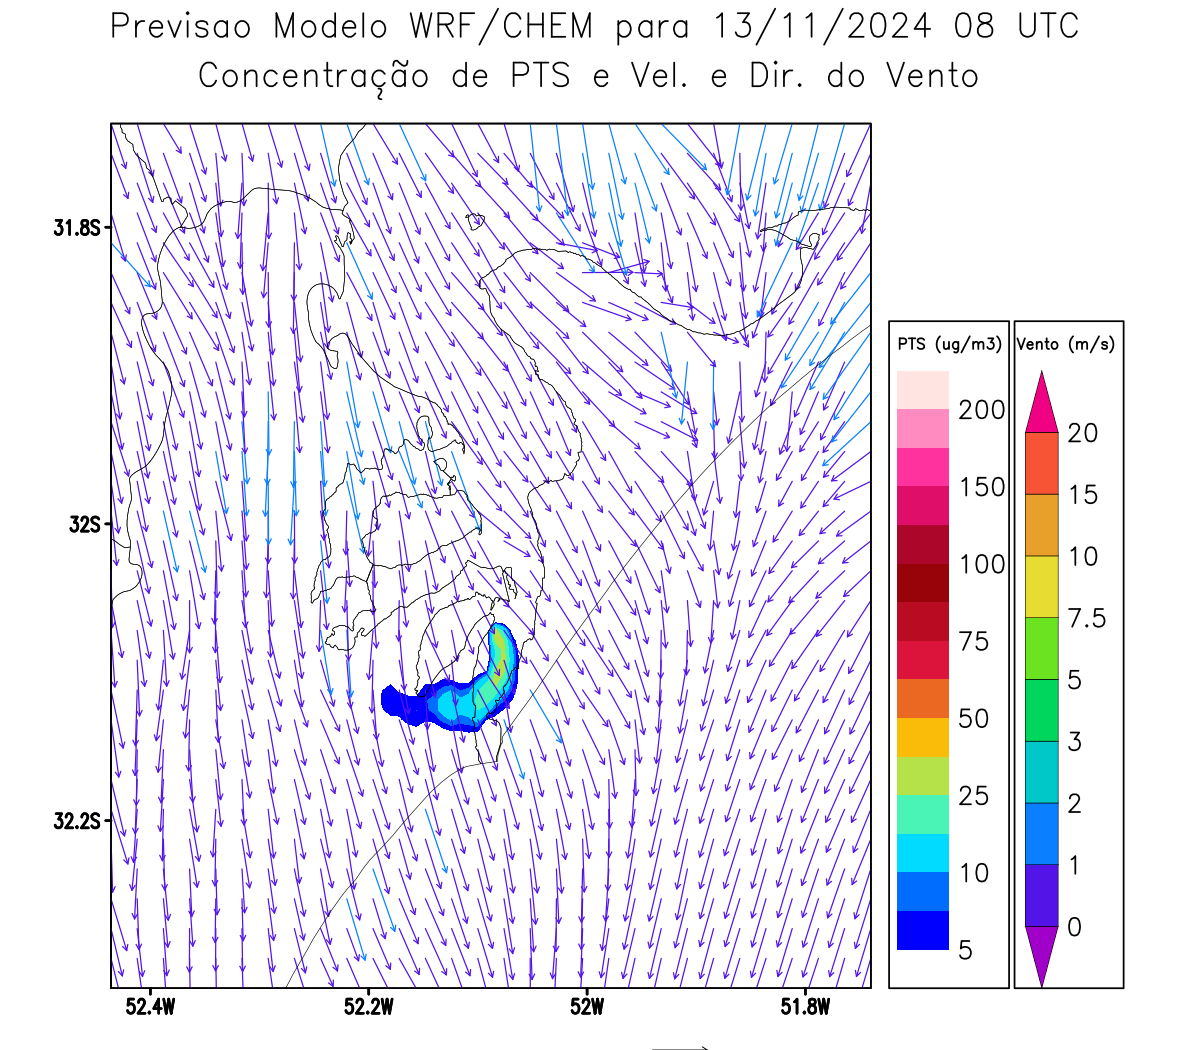 Previsao Modelo WRF/CHEM para 13/11/2024 08 UTC
Concentração de PTS e Vel. e Dir. do Vento
31.8S
32S
32.2S
52.4W 52.2W 52W 51.8W
PTS (ug/m3)
200
150
100
75
50
25
10
5
Vento (m/s)
20
15
10
7.5
5
3
2
1
0